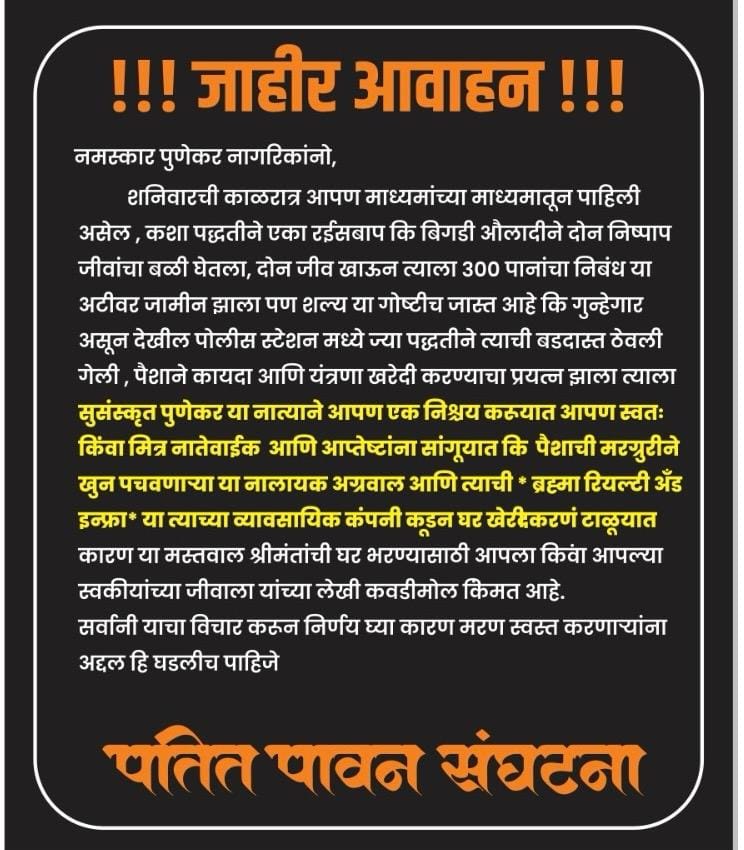 !!! जाहीर आवाहन !!!
नमस्कार पुणेकर नागरिकांनो,
शनिवारची काळरात्र आपण माध्यमांच्या माध्यमातून पाहिली
असेल , कशा पद्धतीने एका रईसबाप कि बिगडी औलादीने दोन निष्पाप
जीवांचा बळी घेतला, दोन जीव खाऊन त्याला 300 पानांचा निबंध या
अटीवर जामीन झाला पण शल्य या गोष्टीच जास्त आहे कि गुन्हेगार
असून देखील पोलीस स्टेशन मध्ये ज्या पद्धतीने त्याची बडदास्त ठेवली
गेली , पैशाने कायदा आणि यंत्रणा खरेदी करण्याचा प्रयत्न झाला त्याला
सुसंस्कृत पुणेकर या नात्याने आपण एक निश्चय करूयात आपण स्वतः
किंवा मित्र नातेवाईक आणि आप्तेष्टांना सांगूयात कि पैशाची मरग्रुरीने
खुन पचवणाऱ्या या नालायक अग्रवाल आणि त्याची * ब्रह्मा रियल्टी अँड
इन्फ्रा* या त्याच्या व्यावसायिक कंपनी कडून घर करणं टाळूयात
कारण या मस्तवाल श्रीमंतांची घर भरण्यासाठी आपला किवा आपल्या
स्वकीयांच्या जीवाला यांच्या लेखी कवडीमोल किमत आहे.
सर्वानी याचा विचार करून निर्णय घ्या कारण मरण स्वस्त करणाऱ्यांना
अद्दल हि घडलीच पाहिजे
पतित पावन संघटना